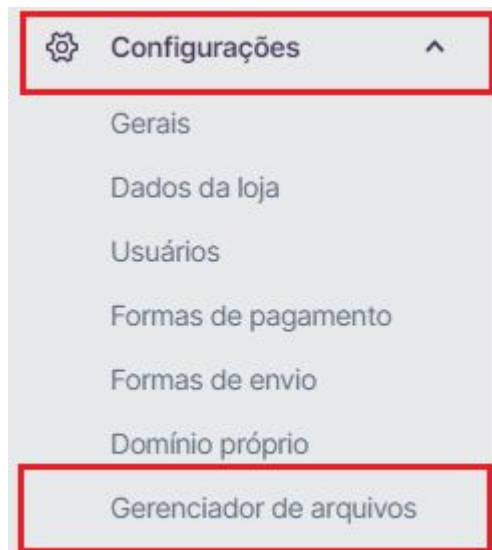 Configurações
Gerais
Dados da loja
Usuários
Formas de pagamento
Formas de envio
Domínio próprio
Gerenciador de arquivos